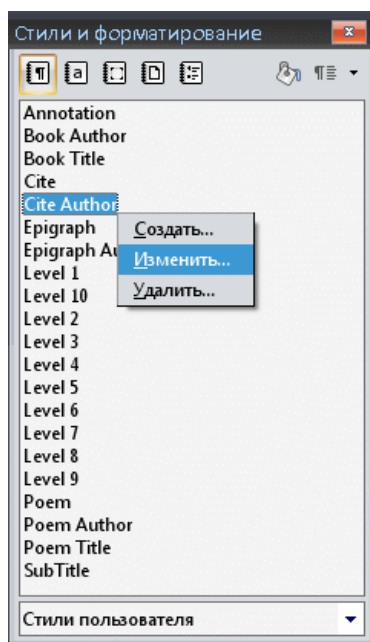 Стили и форматирование
Annotation
Book Author
Book Title
Cite
Cite Author
Epigraph
Создать...
Epigraph Au
Изменить...
Level 1
Level 10
Удалить...
Level 2
Level 3
Level 4
Level 5
Level 6
Level 7
Level 8
Level 9
Poem
Poem Author
Poem Title
SubTitle
Стили пользователя